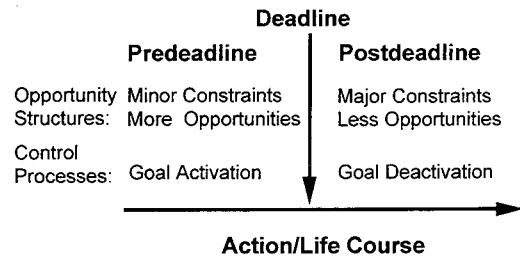 Deadline
Predeadline Postdeadline
Opportunity Minor Constraints Major Constraints
Structures: More Opportunities Less Opportunities
Control
Processes: Goal Activation Goal Deactivation
Action/Life Course